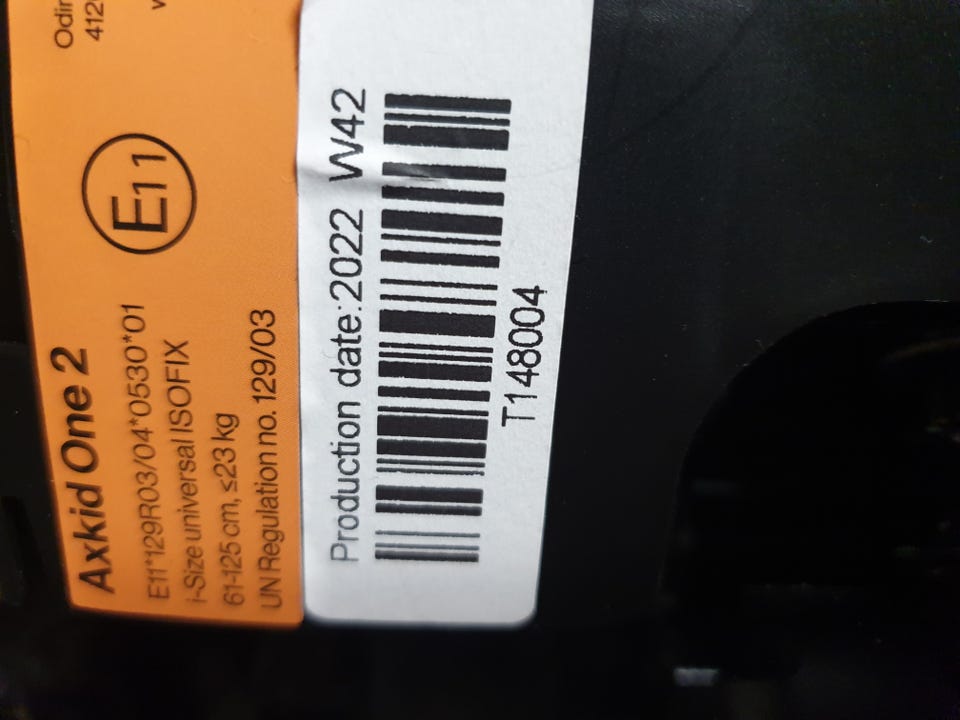 Axkid One 2
E11*129R03/04*0530*01
i-Size universal ISOFIX
61-125 cm, ≤23 kg
UN Regulation no. 129/03
E11
412
Production date:2022 W42
T148004